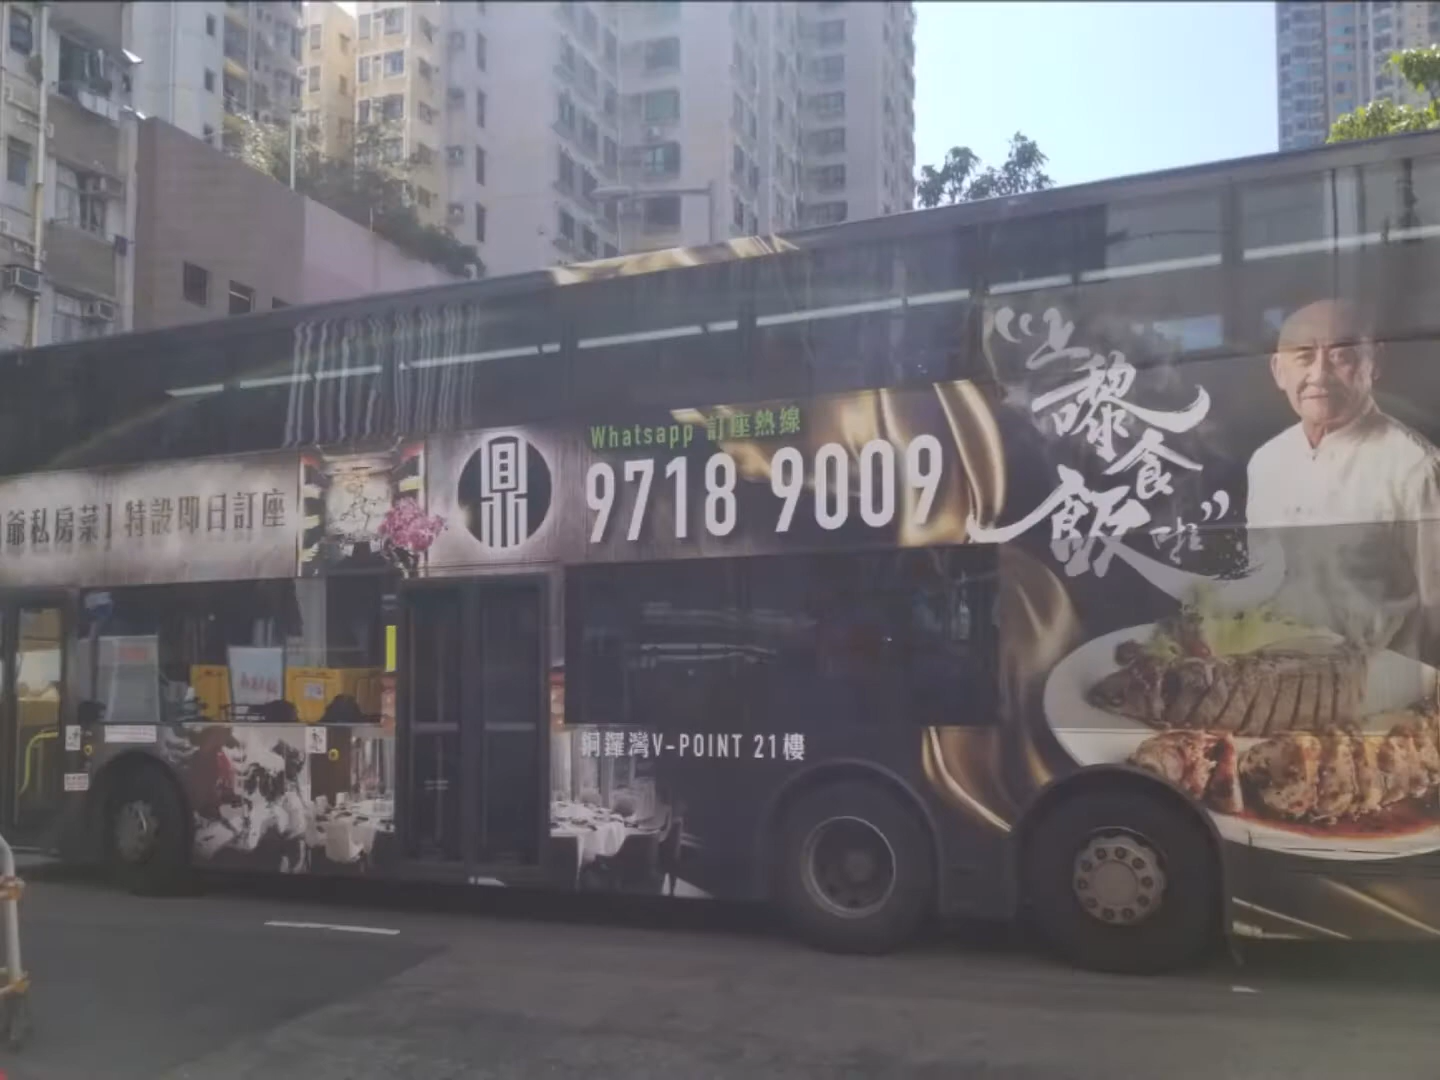 爺私房菜】特設即日訂座
鼎
Whatsapp 訂座熱線
9718 9009
“上嚟食飯啦”
銅鑼灣V-POINT 21樓